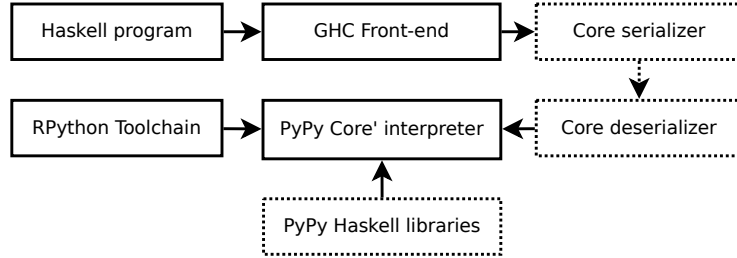 Haskell program
GHC Front-end
Core serializer
RPython Toolchain
PyPy Core' interpreter
Core deserializer
PyPy Haskell libraries